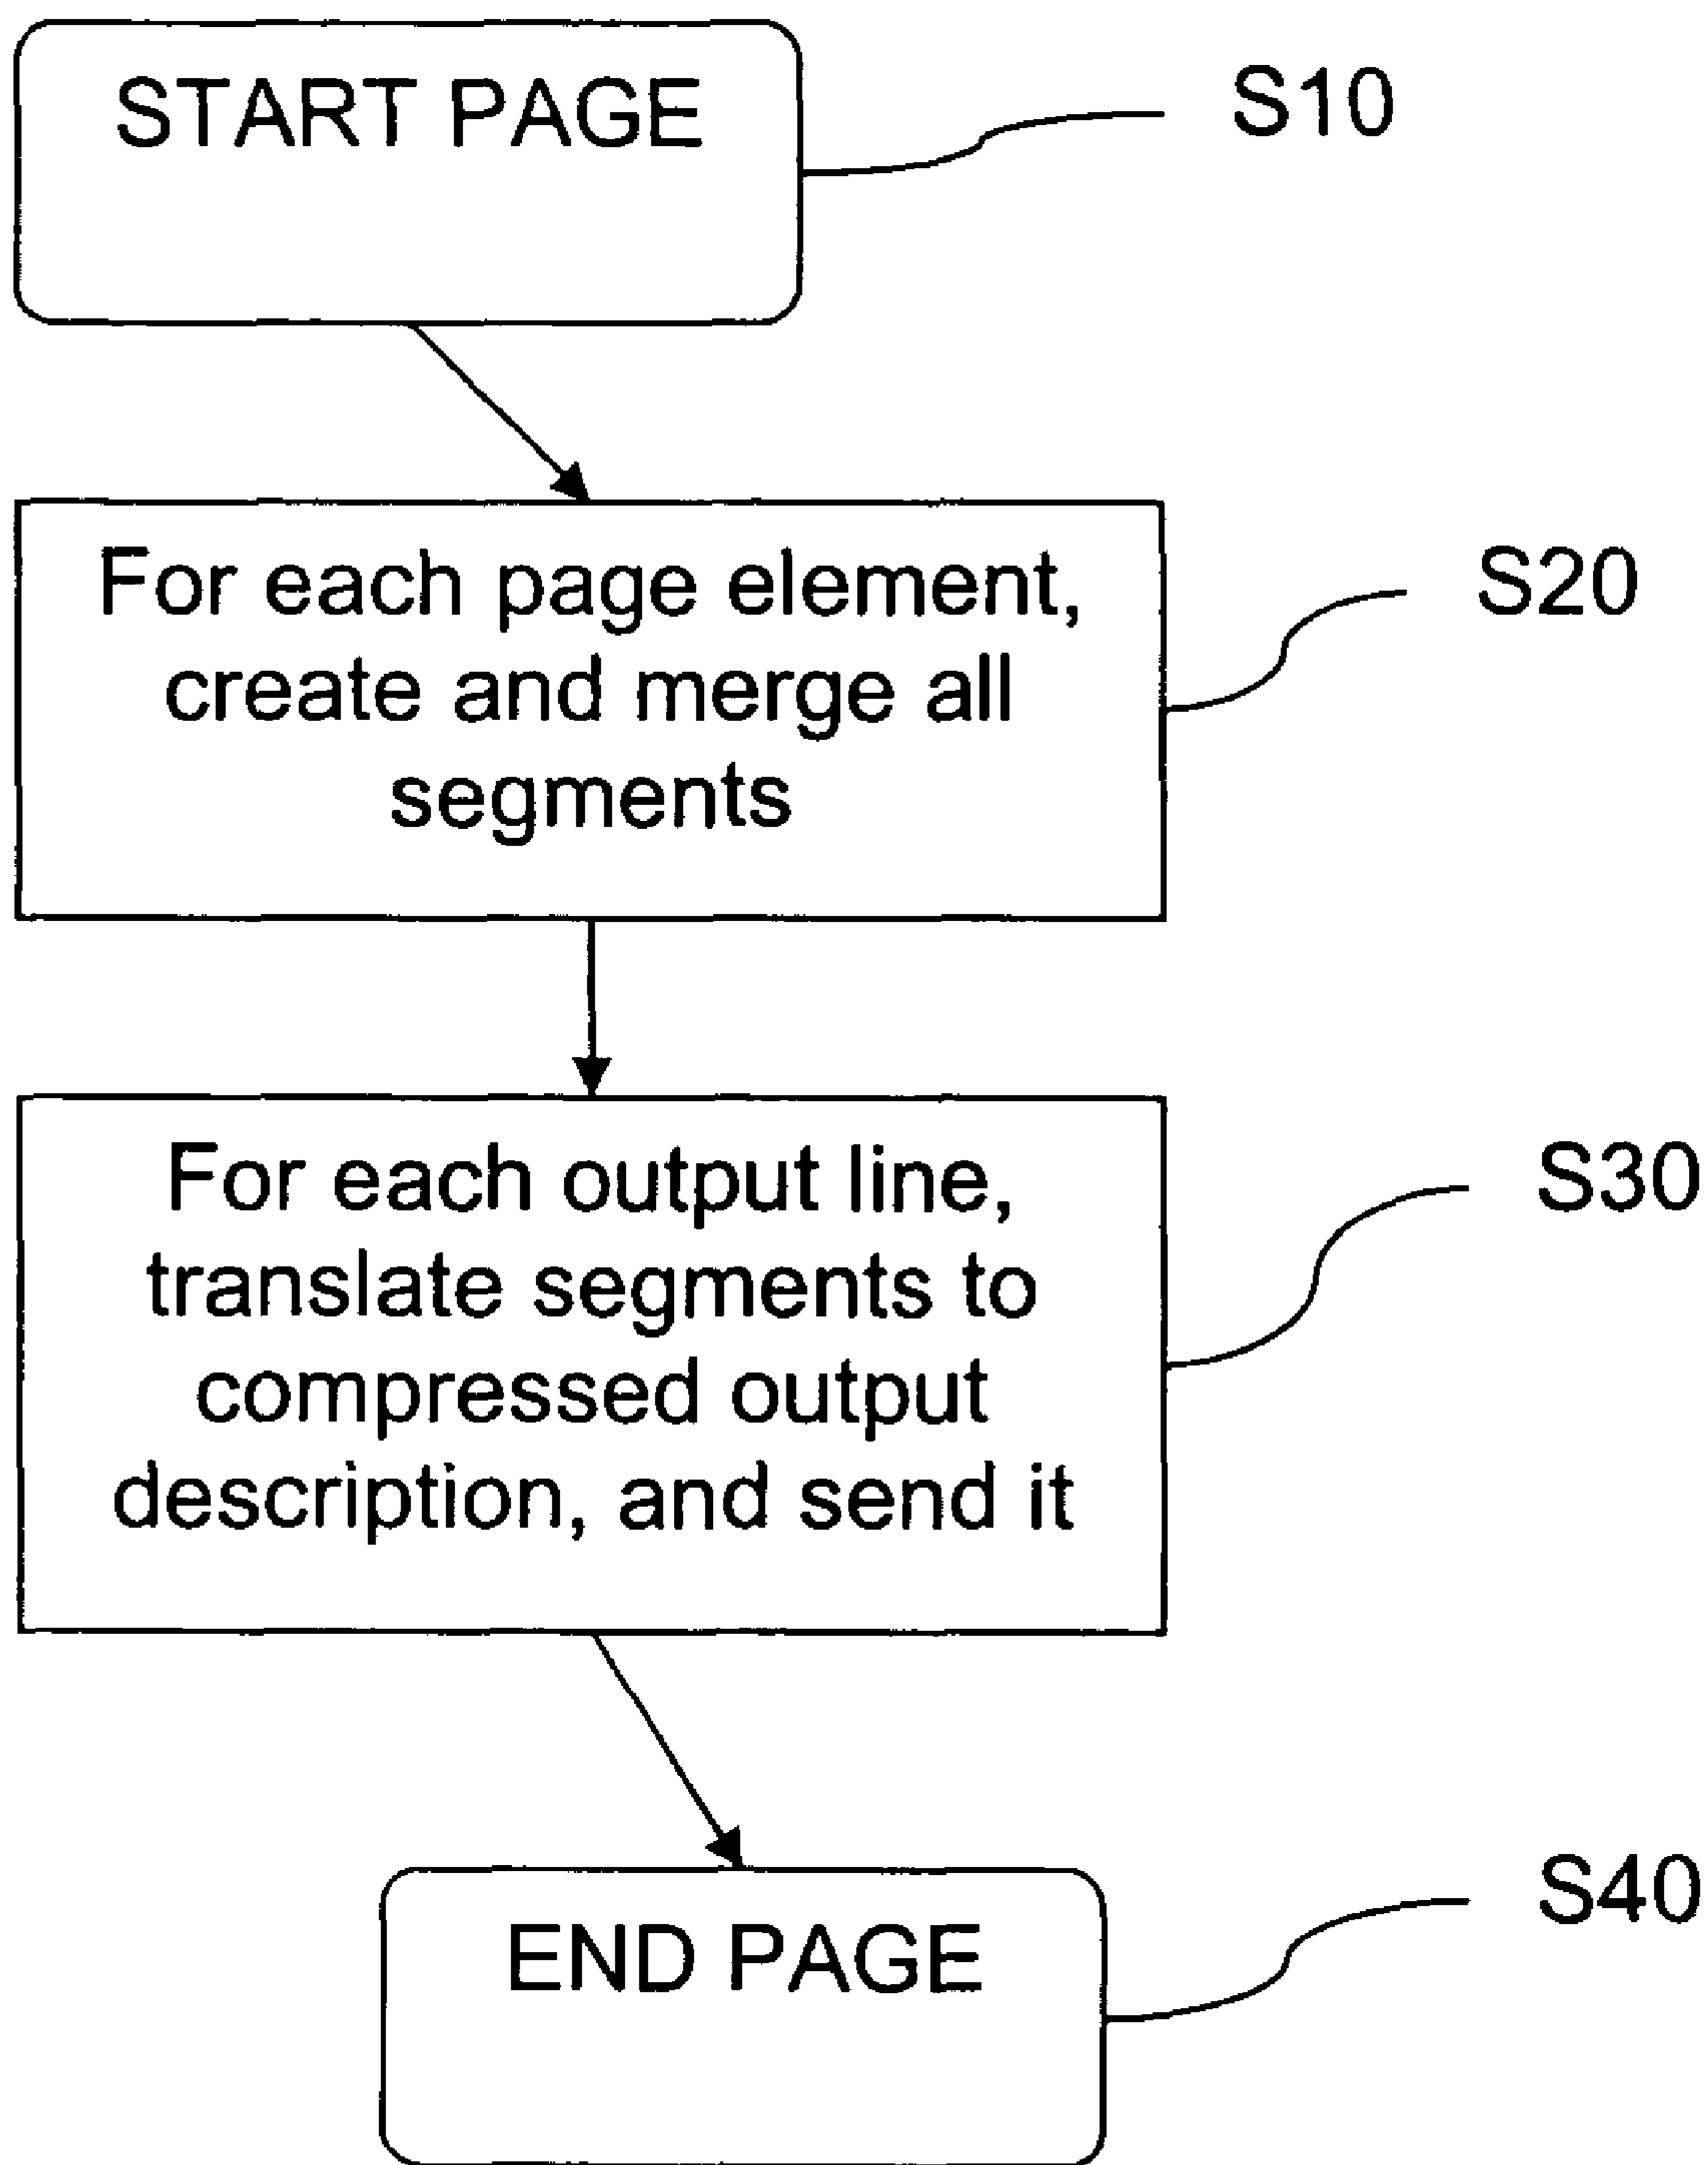 START PAGE
S10
For each page element,
create and merge all
segments
S20
For each output line,
translate segments to
compressed output
description, and send it
S30
END PAGE
S40